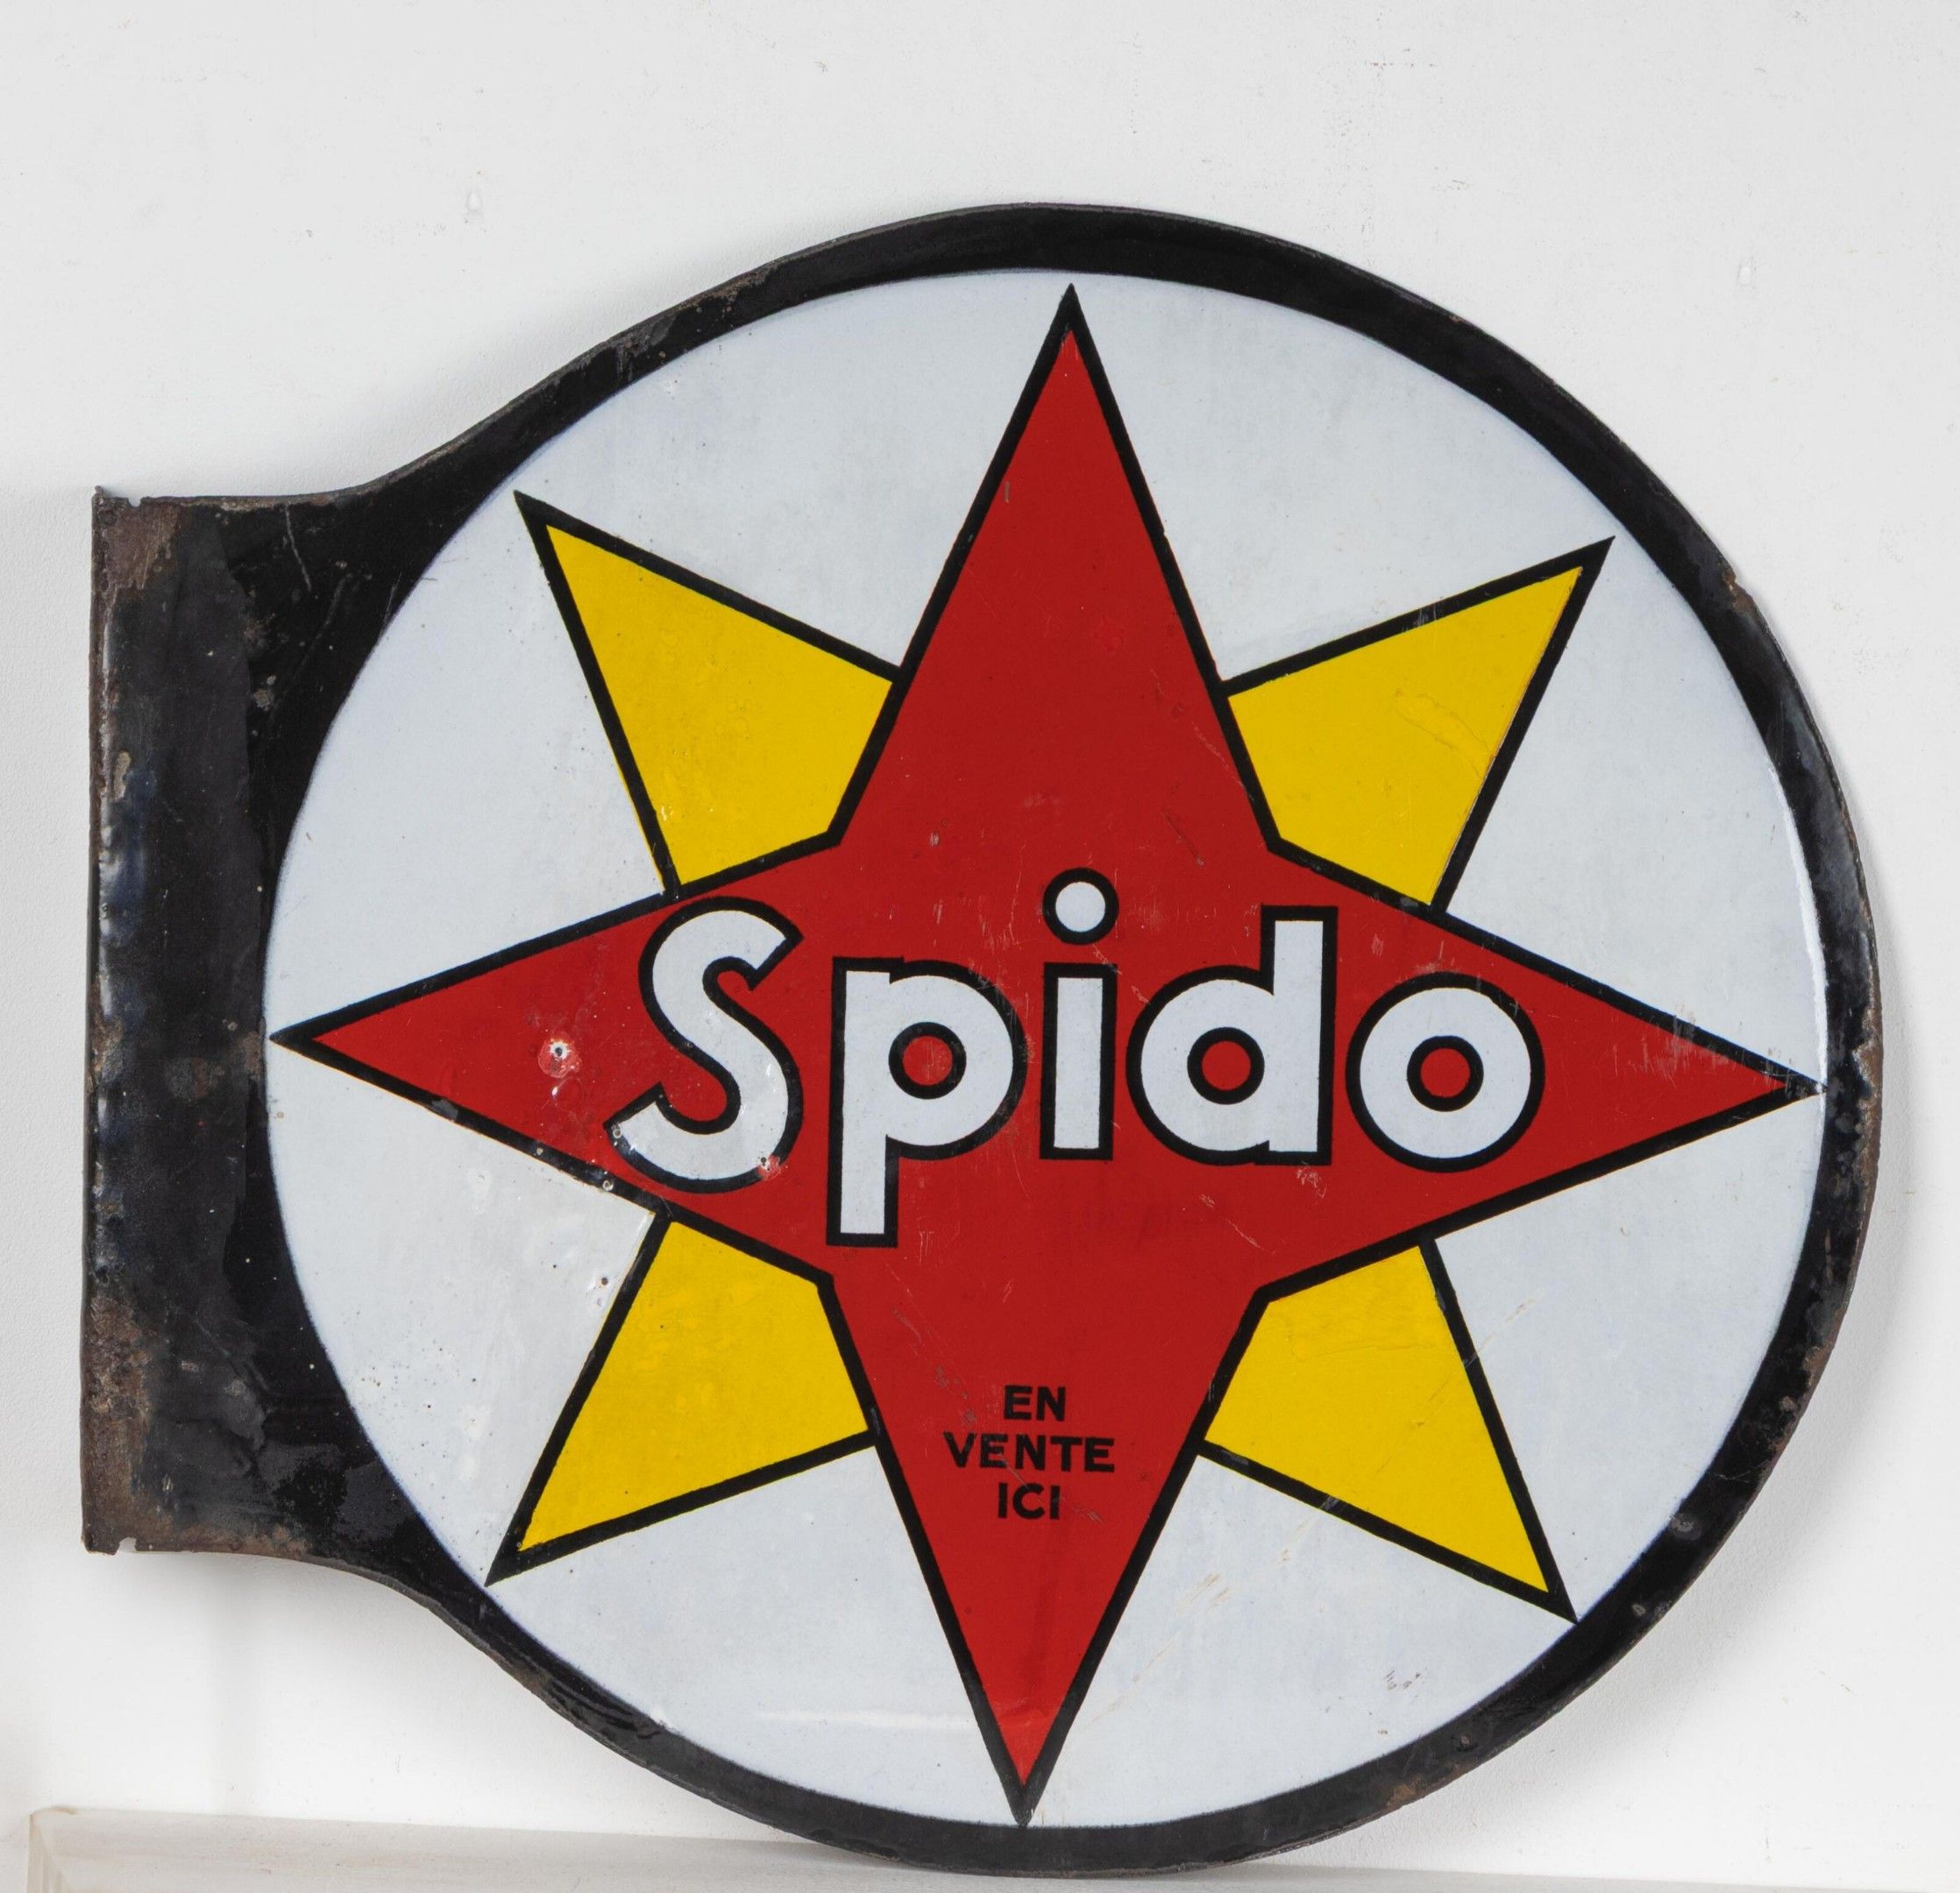 Spido
EN
VENTE
ICI